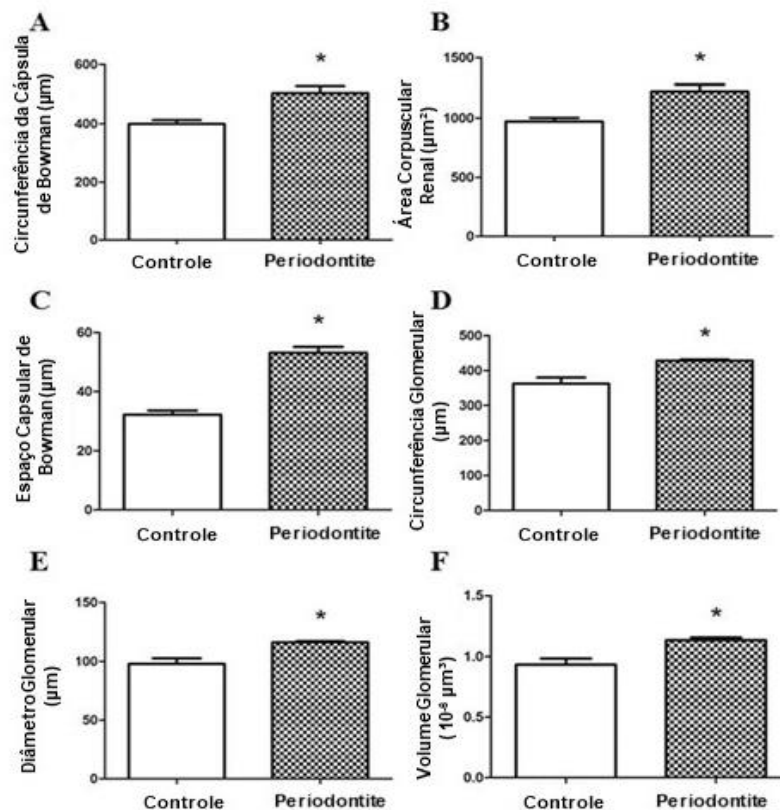 A
Circunferência da Cápsula
de Bowman (µm)
600
400
200
0
*
Controle
Periodontite
B
Área Corpuscular
Renal (µm²)
1500
1000
500
0
*
Controle
Periodontite
C
Espaço Capsular de
Bowman (µm)
60
40
20
0
*
Controle
Periodontite
D
Circunferência Glomerular
(µm)
500
400
300
200
100
0
*
Controle
Periodontite
E
Diâmetro Glomerular
(µm)
150
100
50
0
*
Controle
Periodontite
F
Volume Glomerular
(10⁻⁶ µm³)
1.5
1.0
0.5
0.0
*
Controle
Periodontite